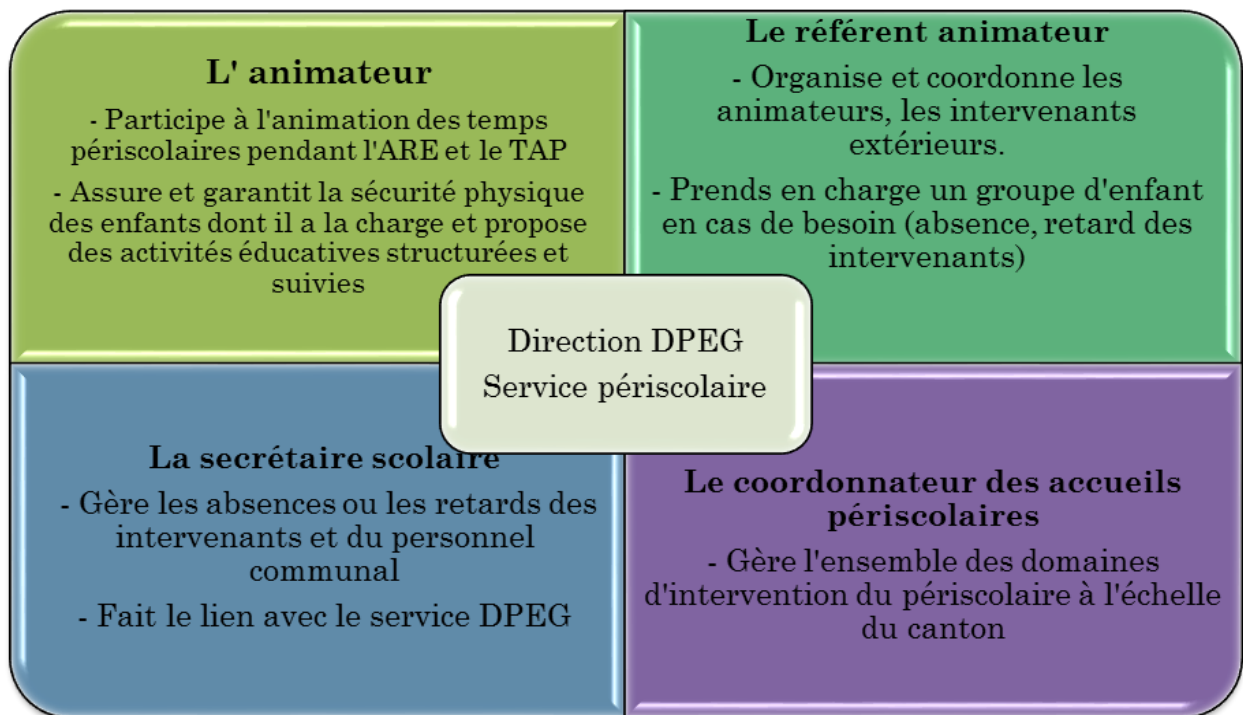 L' animateur
- Participe à l'animation des temps
périscolaires pendant l'ARE et le TAP
- Assure et garantit la sécurité physique
des enfants dont il a la charge et propose
des activités éducatives structurées et
suivies
Le référent animateur
- Organise et coordonne les
animateurs, les intervenants
extérieurs.
- Prends en charge un groupe d'enfant
en cas de besoin (absence, retard des
intervenants)
Direction DPEG
Service périscolaire
La secrétaire scolaire
- Gère les absences ou les retards des
intervenants et du personnel
communal
- Fait le lien avec le service DPEG
Le coordonnateur des accueils
périscolaires
- Gère l'ensemble des domaines
d'intervention du périscolaire à l'échelle
du canton